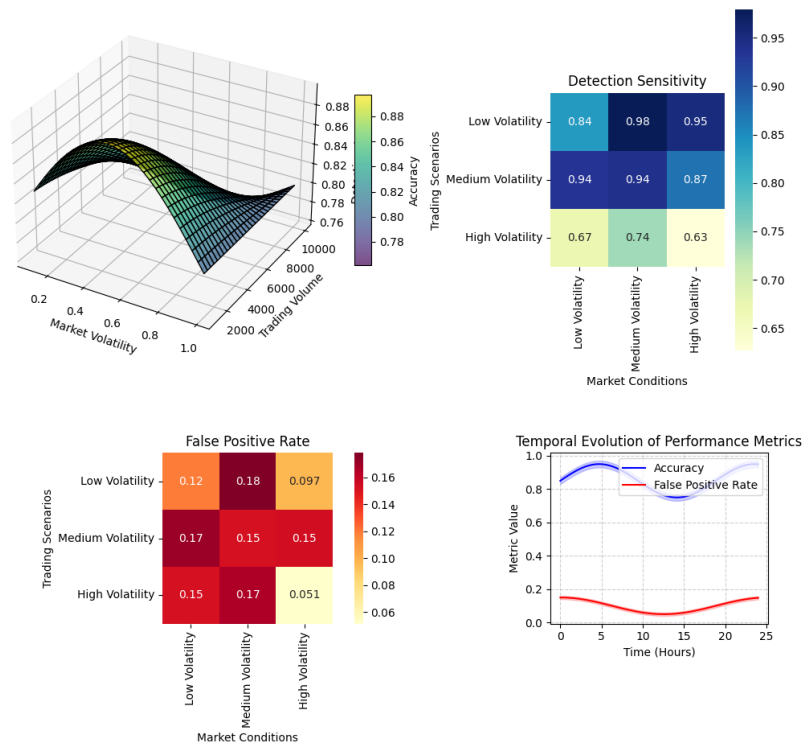 0.88
0.86
0.84
0.82
0.80
0.78
0.76
10000
8000
6000
4000
2000
Trading Volume
0.2
0.4
0.6
0.8
1.0
Market Volatility
0.88
0.86
0.84
0.82
0.80
0.78
Accuracy
Detection Sensitivity
Trading Scenarios
Low Volatility 0.84 0.98 0.95
Medium Volatility 0.94 0.94 0.87
High Volatility 0.67 0.74 0.63
Low Volatility
Medium Volatility
High Volatility
Market Conditions
0.95
0.90
0.85
0.80
0.75
0.70
0.65
False Positive Rate
Trading Scenarios
Low Volatility 0.12 0.18 0.097
Medium Volatility 0.17 0.15 0.15
High Volatility 0.15 0.17 0.051
Low Volatility
Medium Volatility
High Volatility
Market Conditions
0.16
0.14
0.12
0.10
0.08
0.06
Temporal Evolution of Performance Metrics
Metric Value
1.0
0.8
0.6
0.4
0.2
0.0
Accuracy
False Positive Rate
0 5 10 15 20 25
Time (Hours)